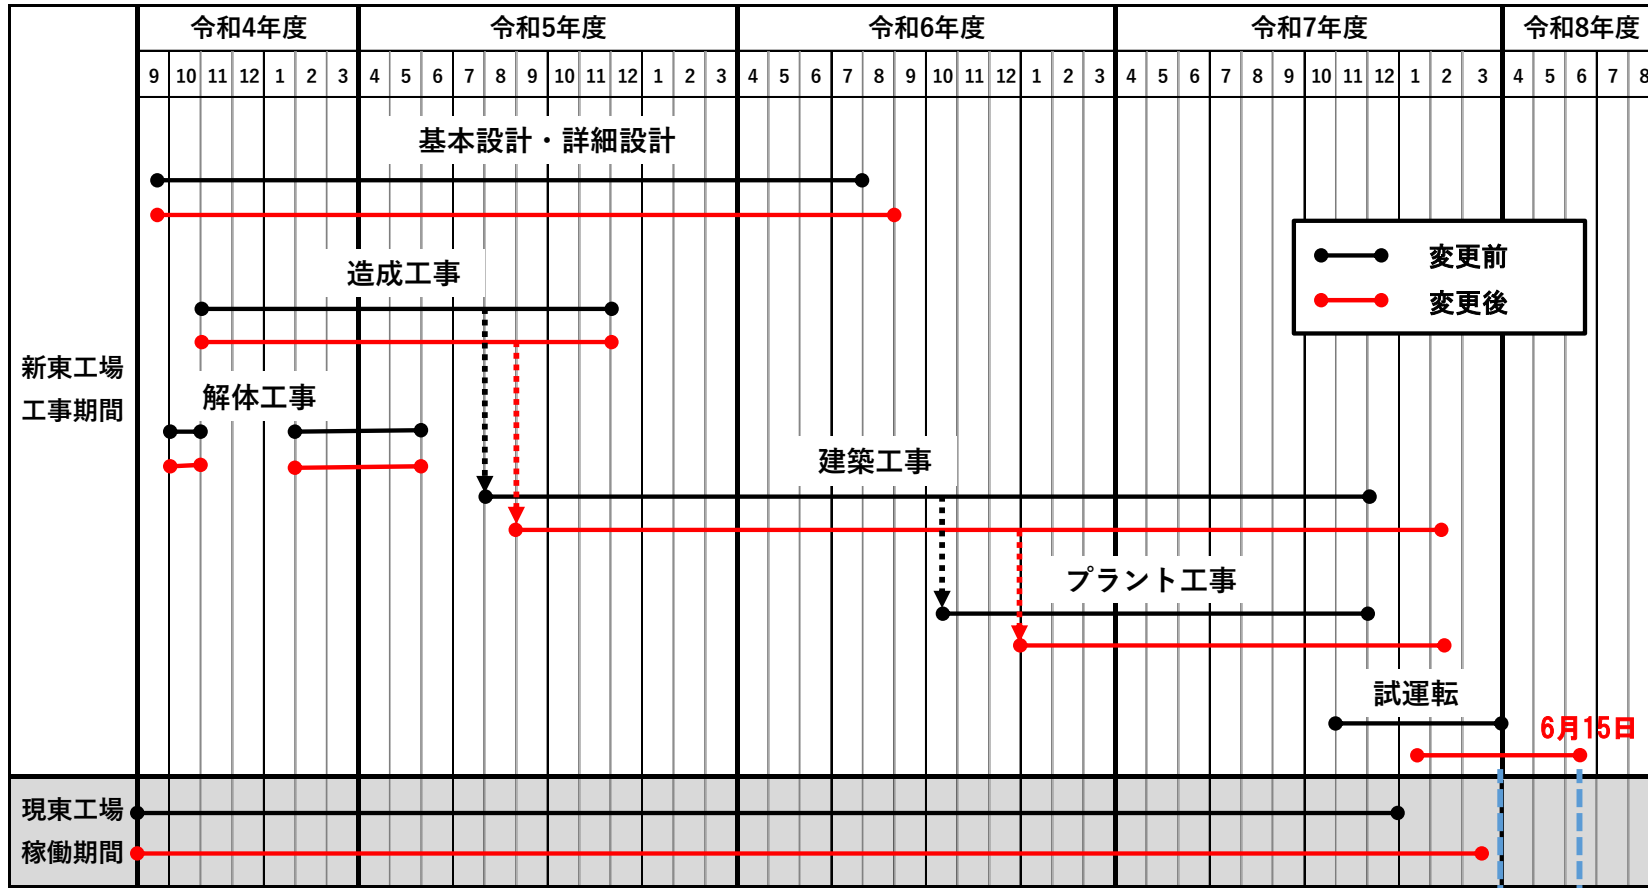 令和4年度 令和5年度 令和6年度 令和7年度 令和8年度
9 10 11 12 1 2 3 4 5 6 7 8 9 10 11 12 1 2 3 4 5 6 7 8 9 10 11 12 1 2 3 4 5 6 7 8 9 10 11 12 1 2 3 4 5 6 7 8
基本設計・詳細設計
変更前
変更後
造成工事
新東工場
工事期間
解体工事
建築工事
プラント工事
試運転
6月15日
現東工場
稼働期間